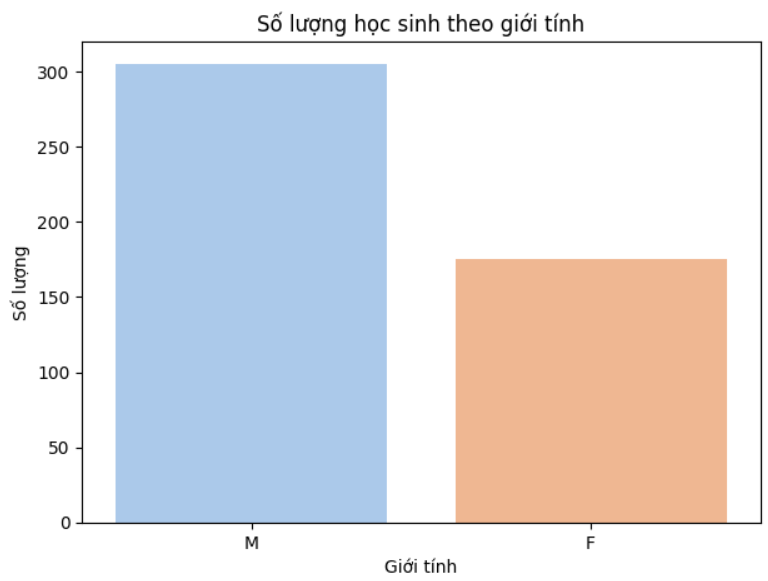 Số lượng học sinh theo giới tính
Số lượng
300
250
200
150
100
50
0
M
F
Giới tính